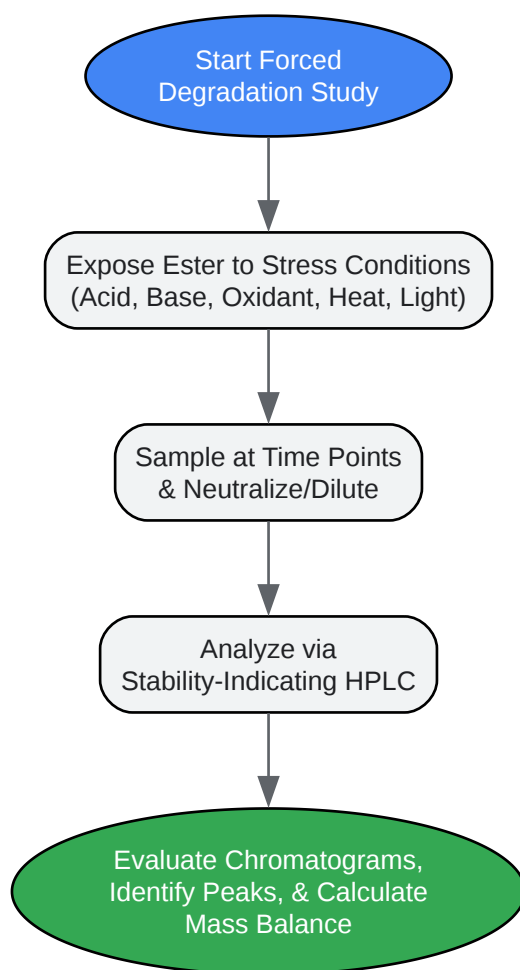 Start Forced
Degradation Study
Expose Ester to Stress Conditions
(Acid, Base, Oxidant, Heat, Light)
Sample at Time Points
& Neutralize/Dilute
Analyze via
Stability-Indicating HPLC
Evaluate Chromatograms,
Identify Peaks, & Calculate
Mass Balance